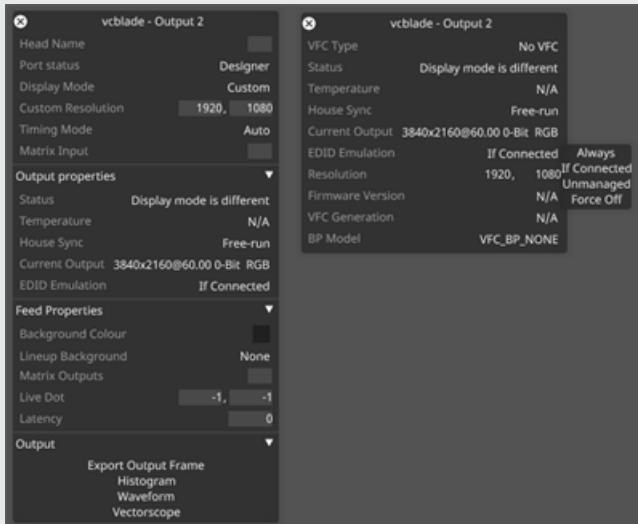 vcblade - Output 2
Head Name
Port status Designer
Display Mode Custom
Custom Resolution 1920, 1080
Timing Mode Auto
Matrix Input
Output properties
Status Display mode is different
Temperature N/A
House Sync Free-run
Current Output 3840x2160@60.00 0-Bit RGB
EDID Emulation If Connected
Feed Properties
Background Colour
Lineup Background None
Matrix Outputs
Live Dot -1, -1
Latency 0
Output
Export Output Frame
Histogram
Waveform
Vectorscope
vcblade - Output 2
VFC Type No VFC
Status Display mode is different
Temperature N/A
House Sync Free-run
Current Output 3840x2160@60.00 0-Bit RGB
EDID Emulation If Connected
Resolution 1920, 1080
Firmware Version N/A
VFC Generation N/A
BP Model VFC_BP_NONE
Always
If Connected
Unmanaged
Force Off